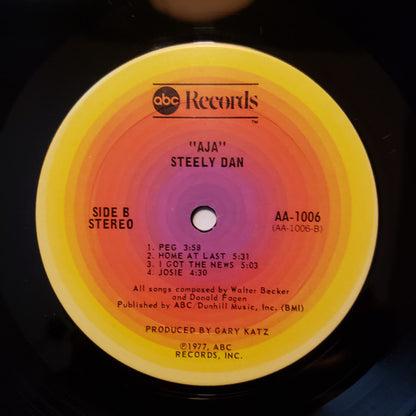 abc Records
™
"AJA"
STEELY DAN
SIDE B
STEREO
AA-1006
(AA-1006-B)
1. PEG 3:58
2. HOME AT LAST 5:31
3. I GOT THE NEWS 5:03
4. JOSIE 4:30
All songs composed by Walter Becker
and Donald Fagen
Published by ABC/Dunhill Music, Inc. (BMI)
PRODUCED BY GARY KATZ
℗1977, ABC
RECORDS, INC.